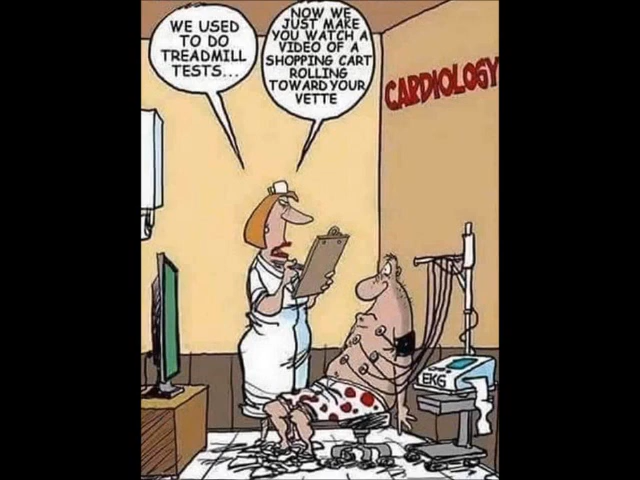 WE USED
TO DO
TREADMILL
TESTS...
NOW WE
JUST MAKE
YOU WATCH A
VIDEO OF A
SHOPPING CART
ROLLING
TOWARD YOUR
VETTE
CARDIOLOGY
EKG